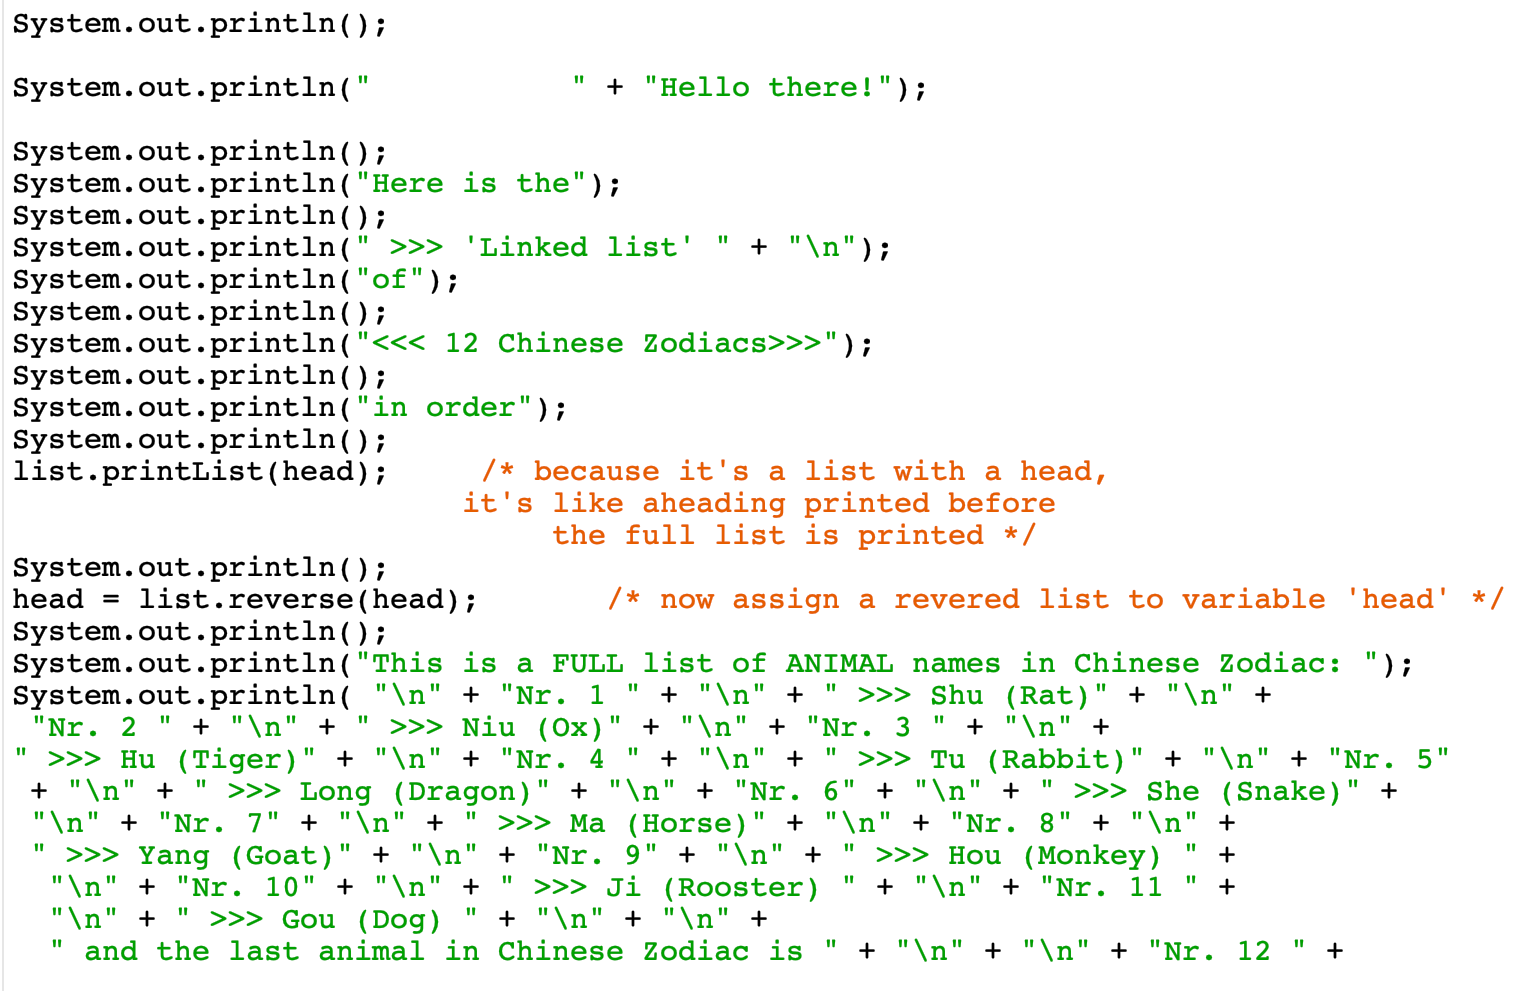 System.out.println();
System.out.println("           " + "Hello there!");
System.out.println();
System.out.println("Here is the");
System.out.println();
System.out.println(" >>> 'Linked list' " + "\n");
System.out.println("of");
System.out.println();
System.out.println("<<< 12 Chinese Zodiacs>>>");
System.out.println();
System.out.println("in order");
System.out.println();
list.printList(head);     /* because it's a list with a head,
it's like aheading printed before
the full list is printed */
System.out.println();
head = list.reverse(head);       /* now assign a revered list to variable 'head' */
System.out.println();
System.out.println("This is a FULL list of ANIMAL names in Chinese Zodiac: ");
System.out.println( "\n" + "Nr. 1 " + "\n" + " >>> Shu (Rat)" + "\n" +
"Nr. 2 " + "\n" + " >>> Niu (Ox)" + "\n" + "Nr. 3 " + "\n" +
" >>> Hu (Tiger)" + "\n" + "Nr. 4 " + "\n" + " >>> Tu (Rabbit)" + "\n" + "Nr. 5"
+ "\n" + " >>> Long (Dragon)" + "\n" + "Nr. 6" + "\n" + " >>> She (Snake)" +
"\n" + "Nr. 7" + "\n" + " >>> Ma (Horse)" + "\n" + "Nr. 8" + "\n" +
" >>> Yang (Goat)" + "\n" + "Nr. 9" + "\n" + " >>> Hou (Monkey) " +
"\n" + "Nr. 10" + "\n" + " >>> Ji (Rooster) " + "\n" + "Nr. 11 " +
"\n" + " >>> Gou (Dog) " + "\n" + "\n" +
" and the last animal in Chinese Zodiac is " + "\n" + "\n" + "Nr. 12 " +